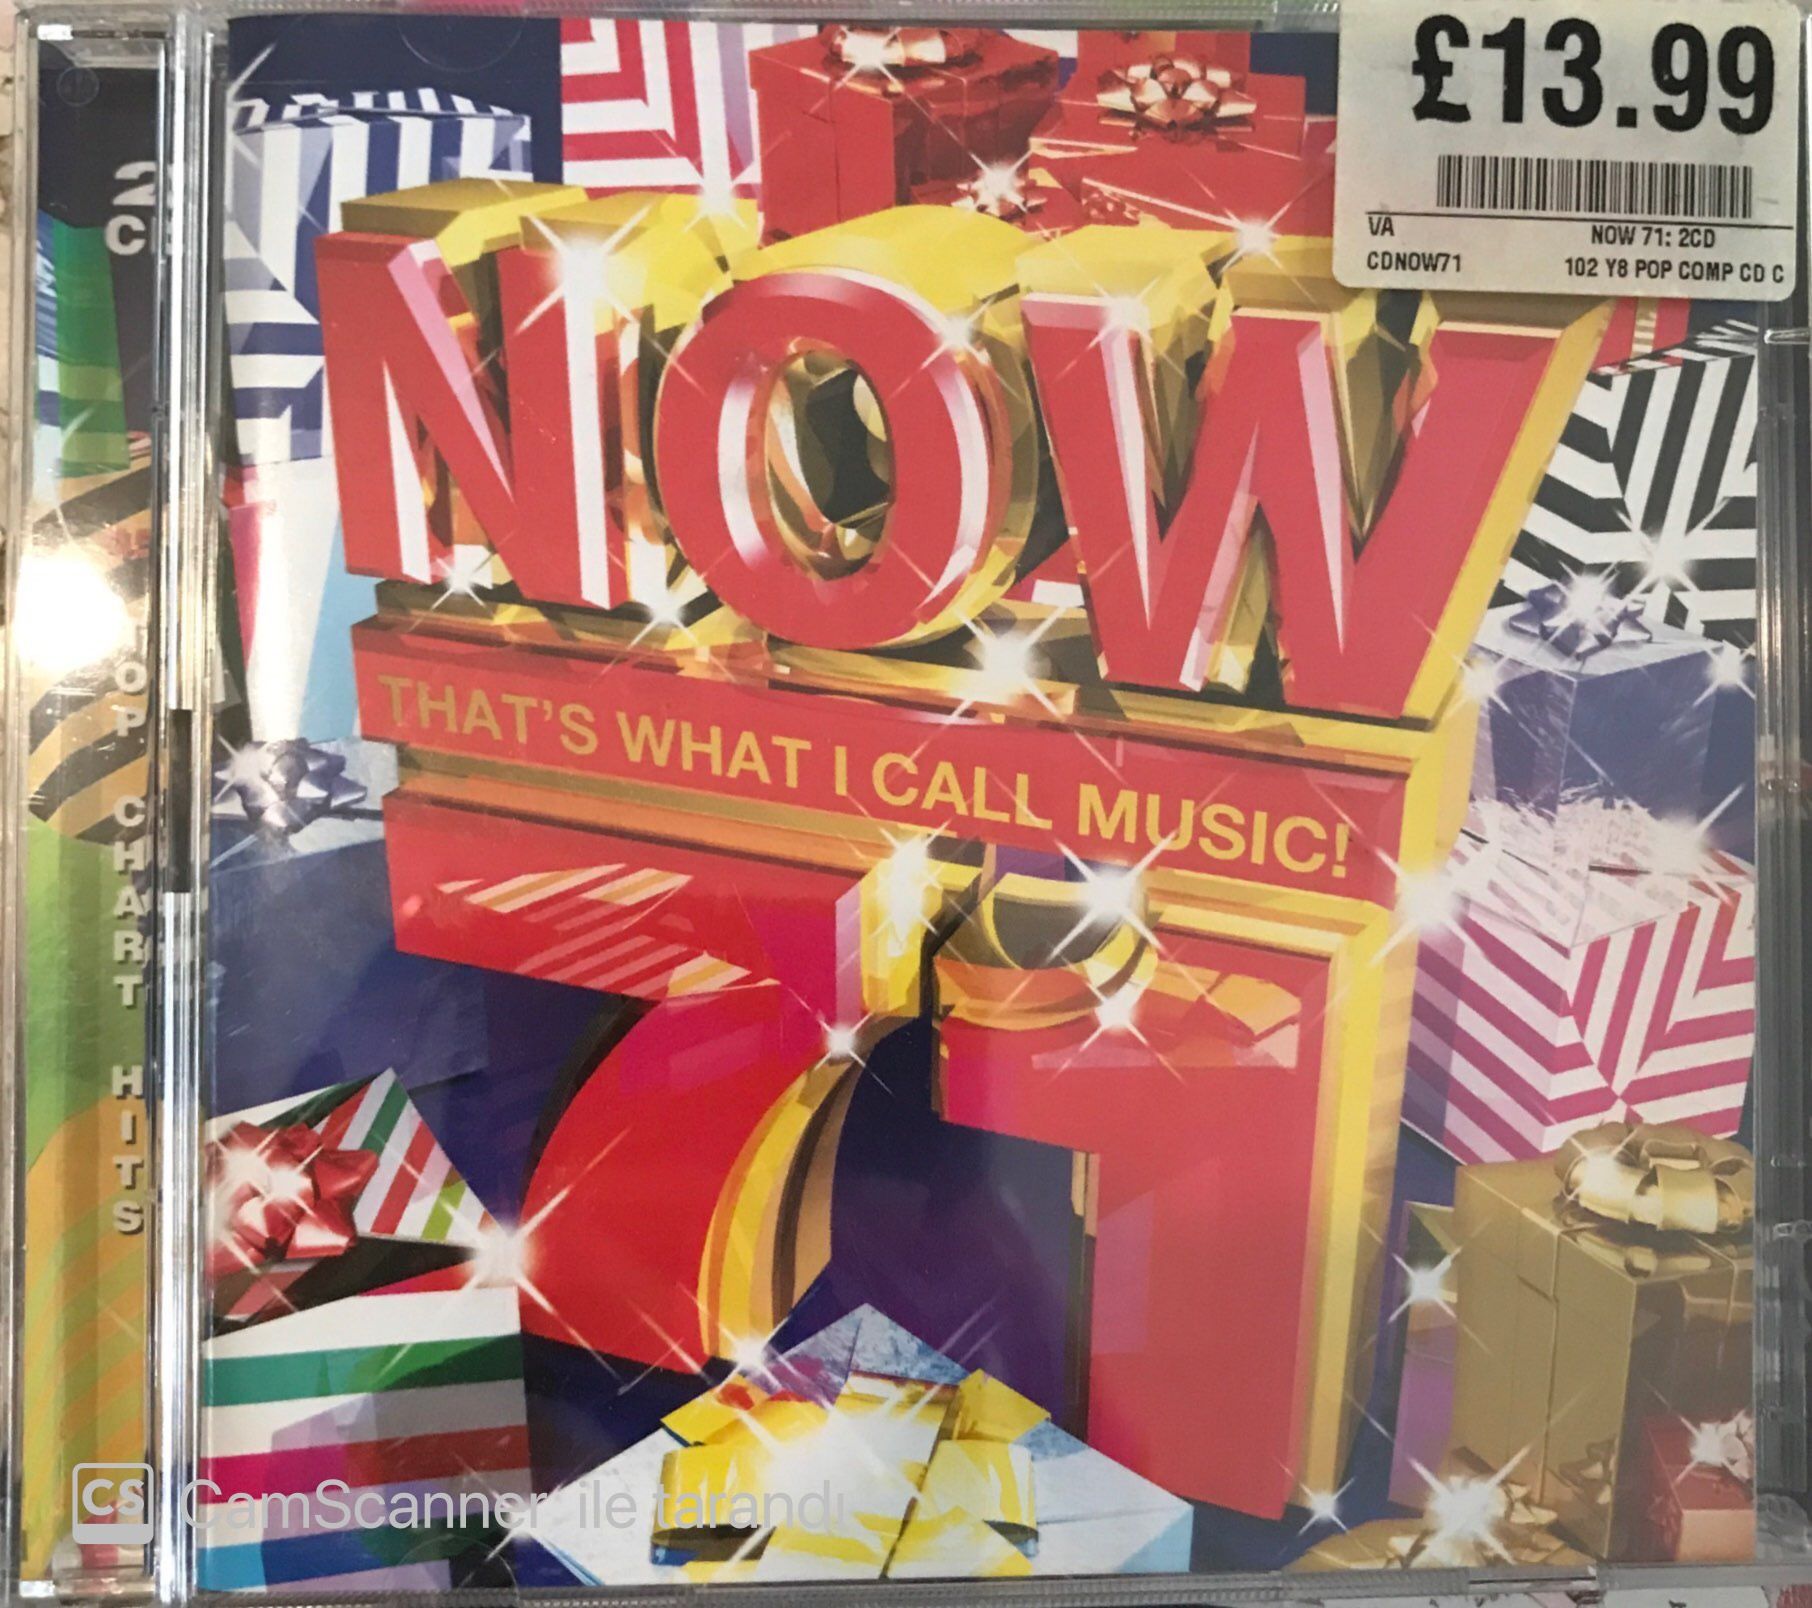 £13.99
VA NOW 71: 2CD
CDNOW71 102 Y8 POP COMP CD C
NOW
THAT'S WHAT I CALL MUSIC!
71
TOP CHART HITS
CS CamScanner ile tarandı